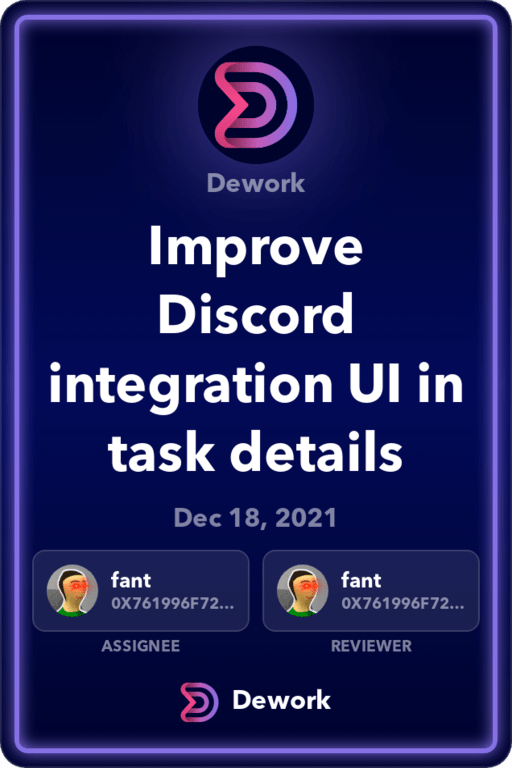 Dework
Improve
Discord
integration UI in
task details
Dec 18, 2021
fant
0X761996F72...
ASSIGNEE
fant
0X761996F72...
REVIEWER
Dework